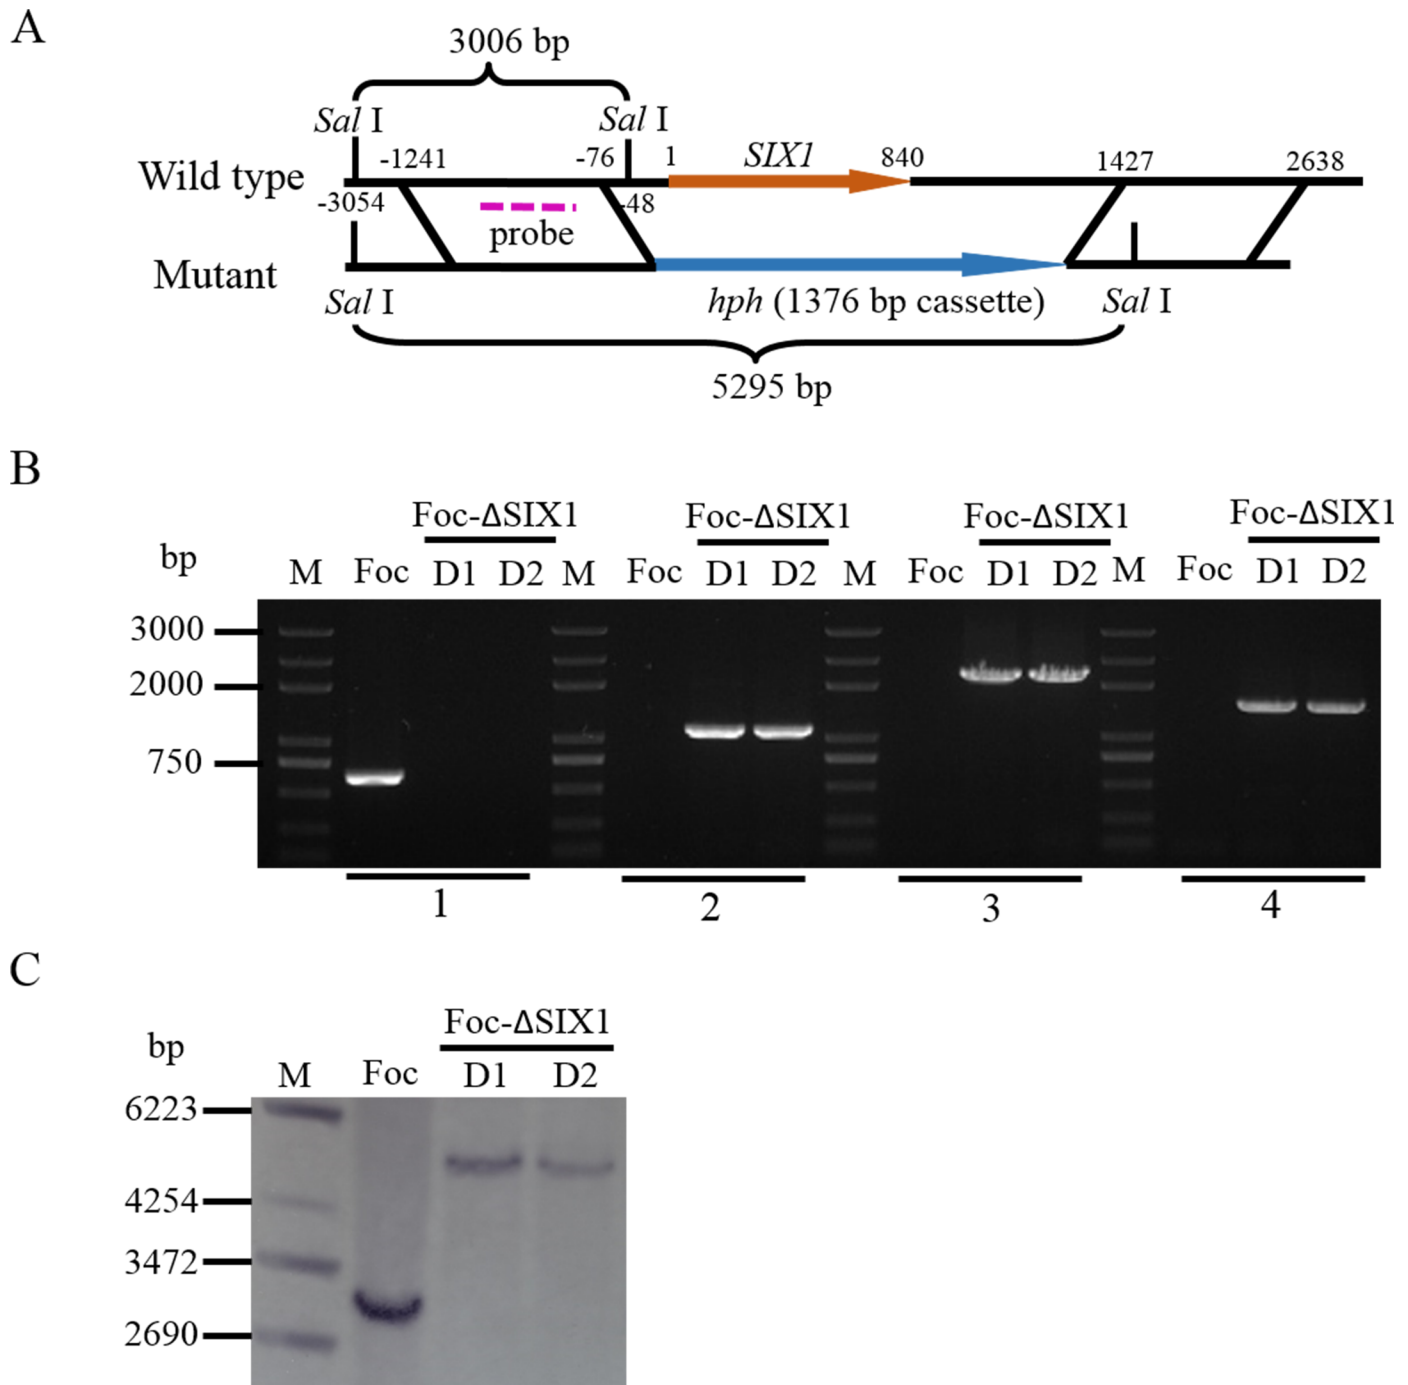 A
3006 bp
Sal I Sal I
-1241 -76 1 SIX1 840 1427 2638
Wild type
-3054 -48
probe
Mutant
Sal I hph (1376 bp cassette) Sal I
5295 bp
B
Foc-ΔSIX1 Foc-ΔSIX1 Foc-ΔSIX1 Foc-ΔSIX1
bp M Foc D1 D2 M Foc D1 D2 M Foc D1 D2 M Foc D1 D2
3000
2000
750
1 2 3 4
C
Foc-ΔSIX1
bp
M Foc D1 D2
6223
4254
3472
2690